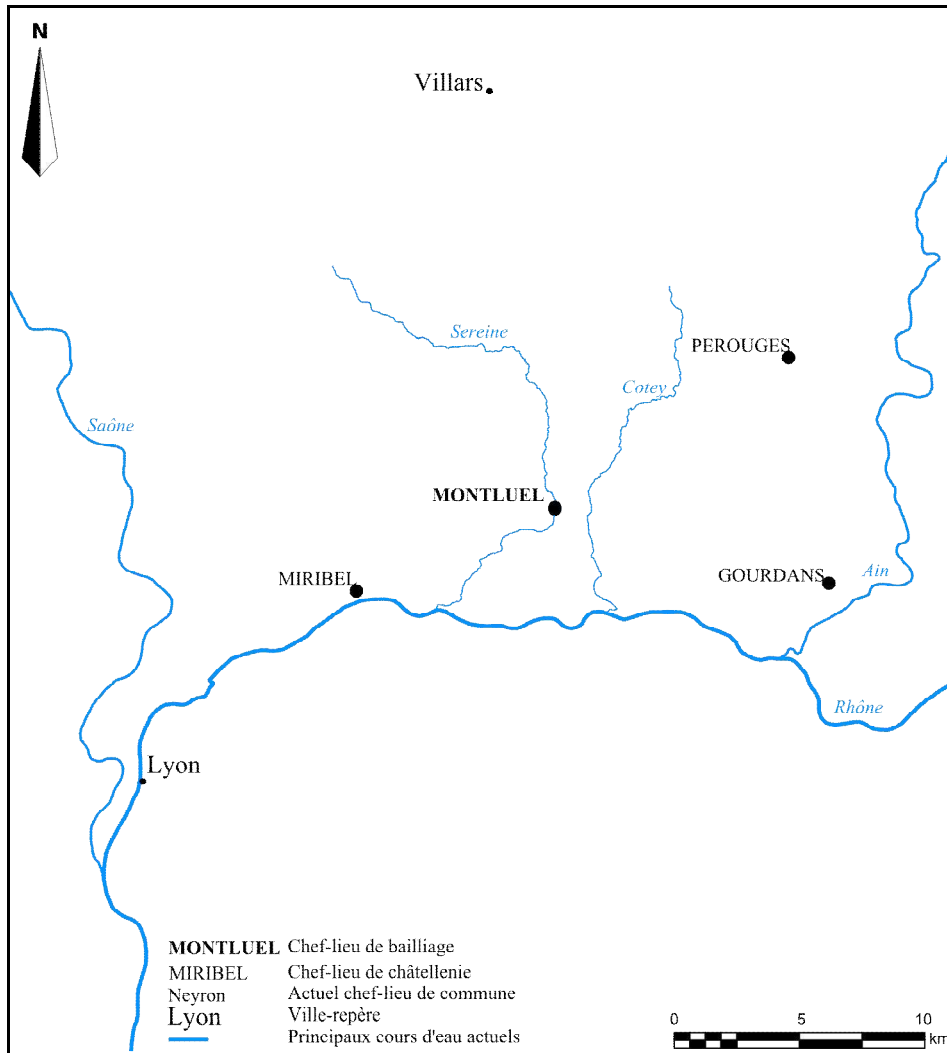 N
Villars
Sereine
PEROUGES
Cotey
Saône
MONTLUEL
MIRIBEL
GOURDANS
Ain
Rhône
Lyon
MONTLUEL Chef-lieu de bailliage
MIRIBEL Chef-lieu de châtellenie
Neyron Actuel chef-lieu de commune
Lyon Ville-repère
Principaux cours d'eau actuels
0 5 10
km